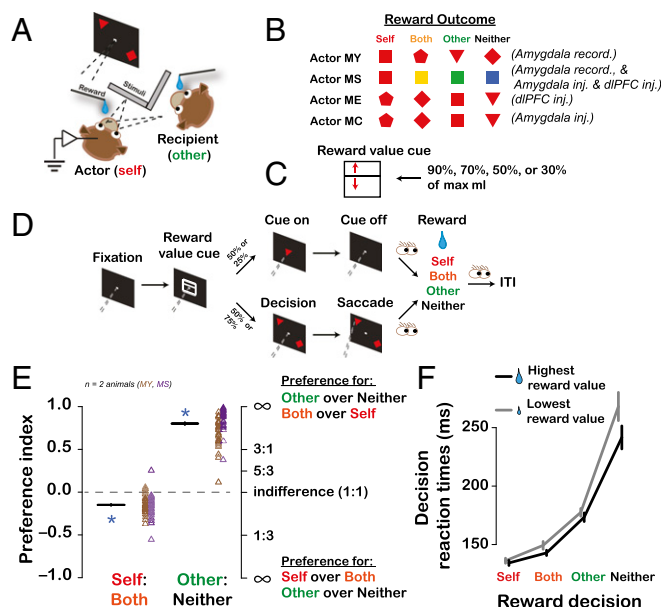 A
Stimuli
Reward
Recipient
(other)
Actor (self)
B
Reward Outcome
Self Both Other Neither
Actor MY (Amygdala record.)
Actor MS (Amygdala record., &
Amygdala inj. & dlPFC inj.)
Actor ME (dlPFC inj.)
Actor MC (Amygdala inj.)
C
Reward value cue
90%, 70%, 50%, or 30%
of max ml
D
Fixation
Reward
value cue
50% or
25%
Cue on
Cue off
50% or
75%
Decision
Saccade
Reward
Self
Both
Other
Neither
ITI
E
n = 2 animals (MY, MS)
Preference index
1.0
0.5
0.0
−0.5
−1.0
*
*
Self:
Both
Other:
Neither
∞
3:1
5:3
indifference (1:1)
1:3
∞
Preference for:
Other over Neither
Both over Self
Preference for:
Self over Both
Other over Neither
F
Highest
reward value
Lowest
reward value
Decision
reaction times (ms)
250
200
150
Self Both Other Neither
Reward decision